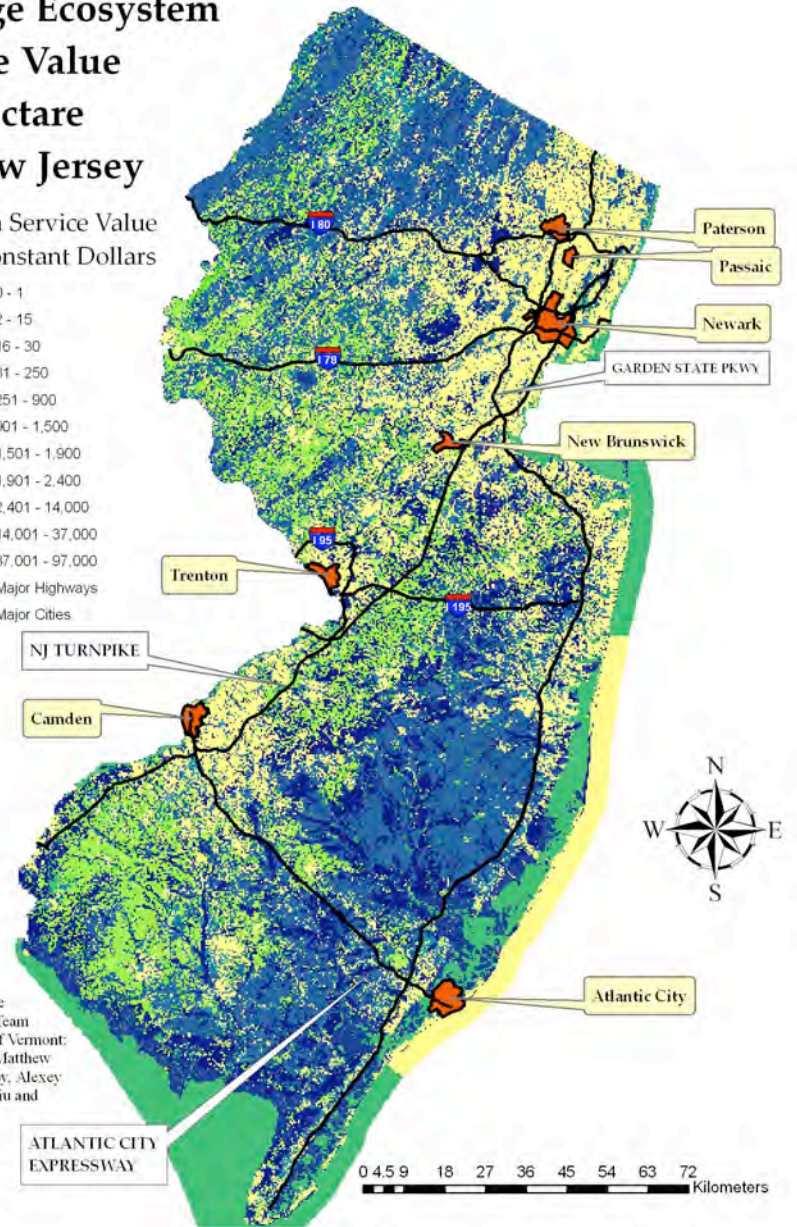 ge Ecosystem
e Value
ctare
w Jersey
n Service Value
onstant Dollars
0 - 1
2 - 15
16 - 30
31 - 250
251 - 900
901 - 1,500
1,501 - 1,900
1,901 - 2,400
2,401 - 14,000
14,001 - 37,000
37,001 - 97,000
Major Highways
Major Cities
I 80
Paterson
Passaic
Newark
I 78
GARDEN STATE PKWY
New Brunswick
I 95
Trenton
I 195
NJ TURNPIKE
Camden
N
W E
S
Atlantic City
e
Team
of Vermont:
Matthew
y, Alexey
iu and
ATLANTIC CITY
EXPRESSWAY
0 4.5 9 18 27 36 45 54 63 72
Kilometers